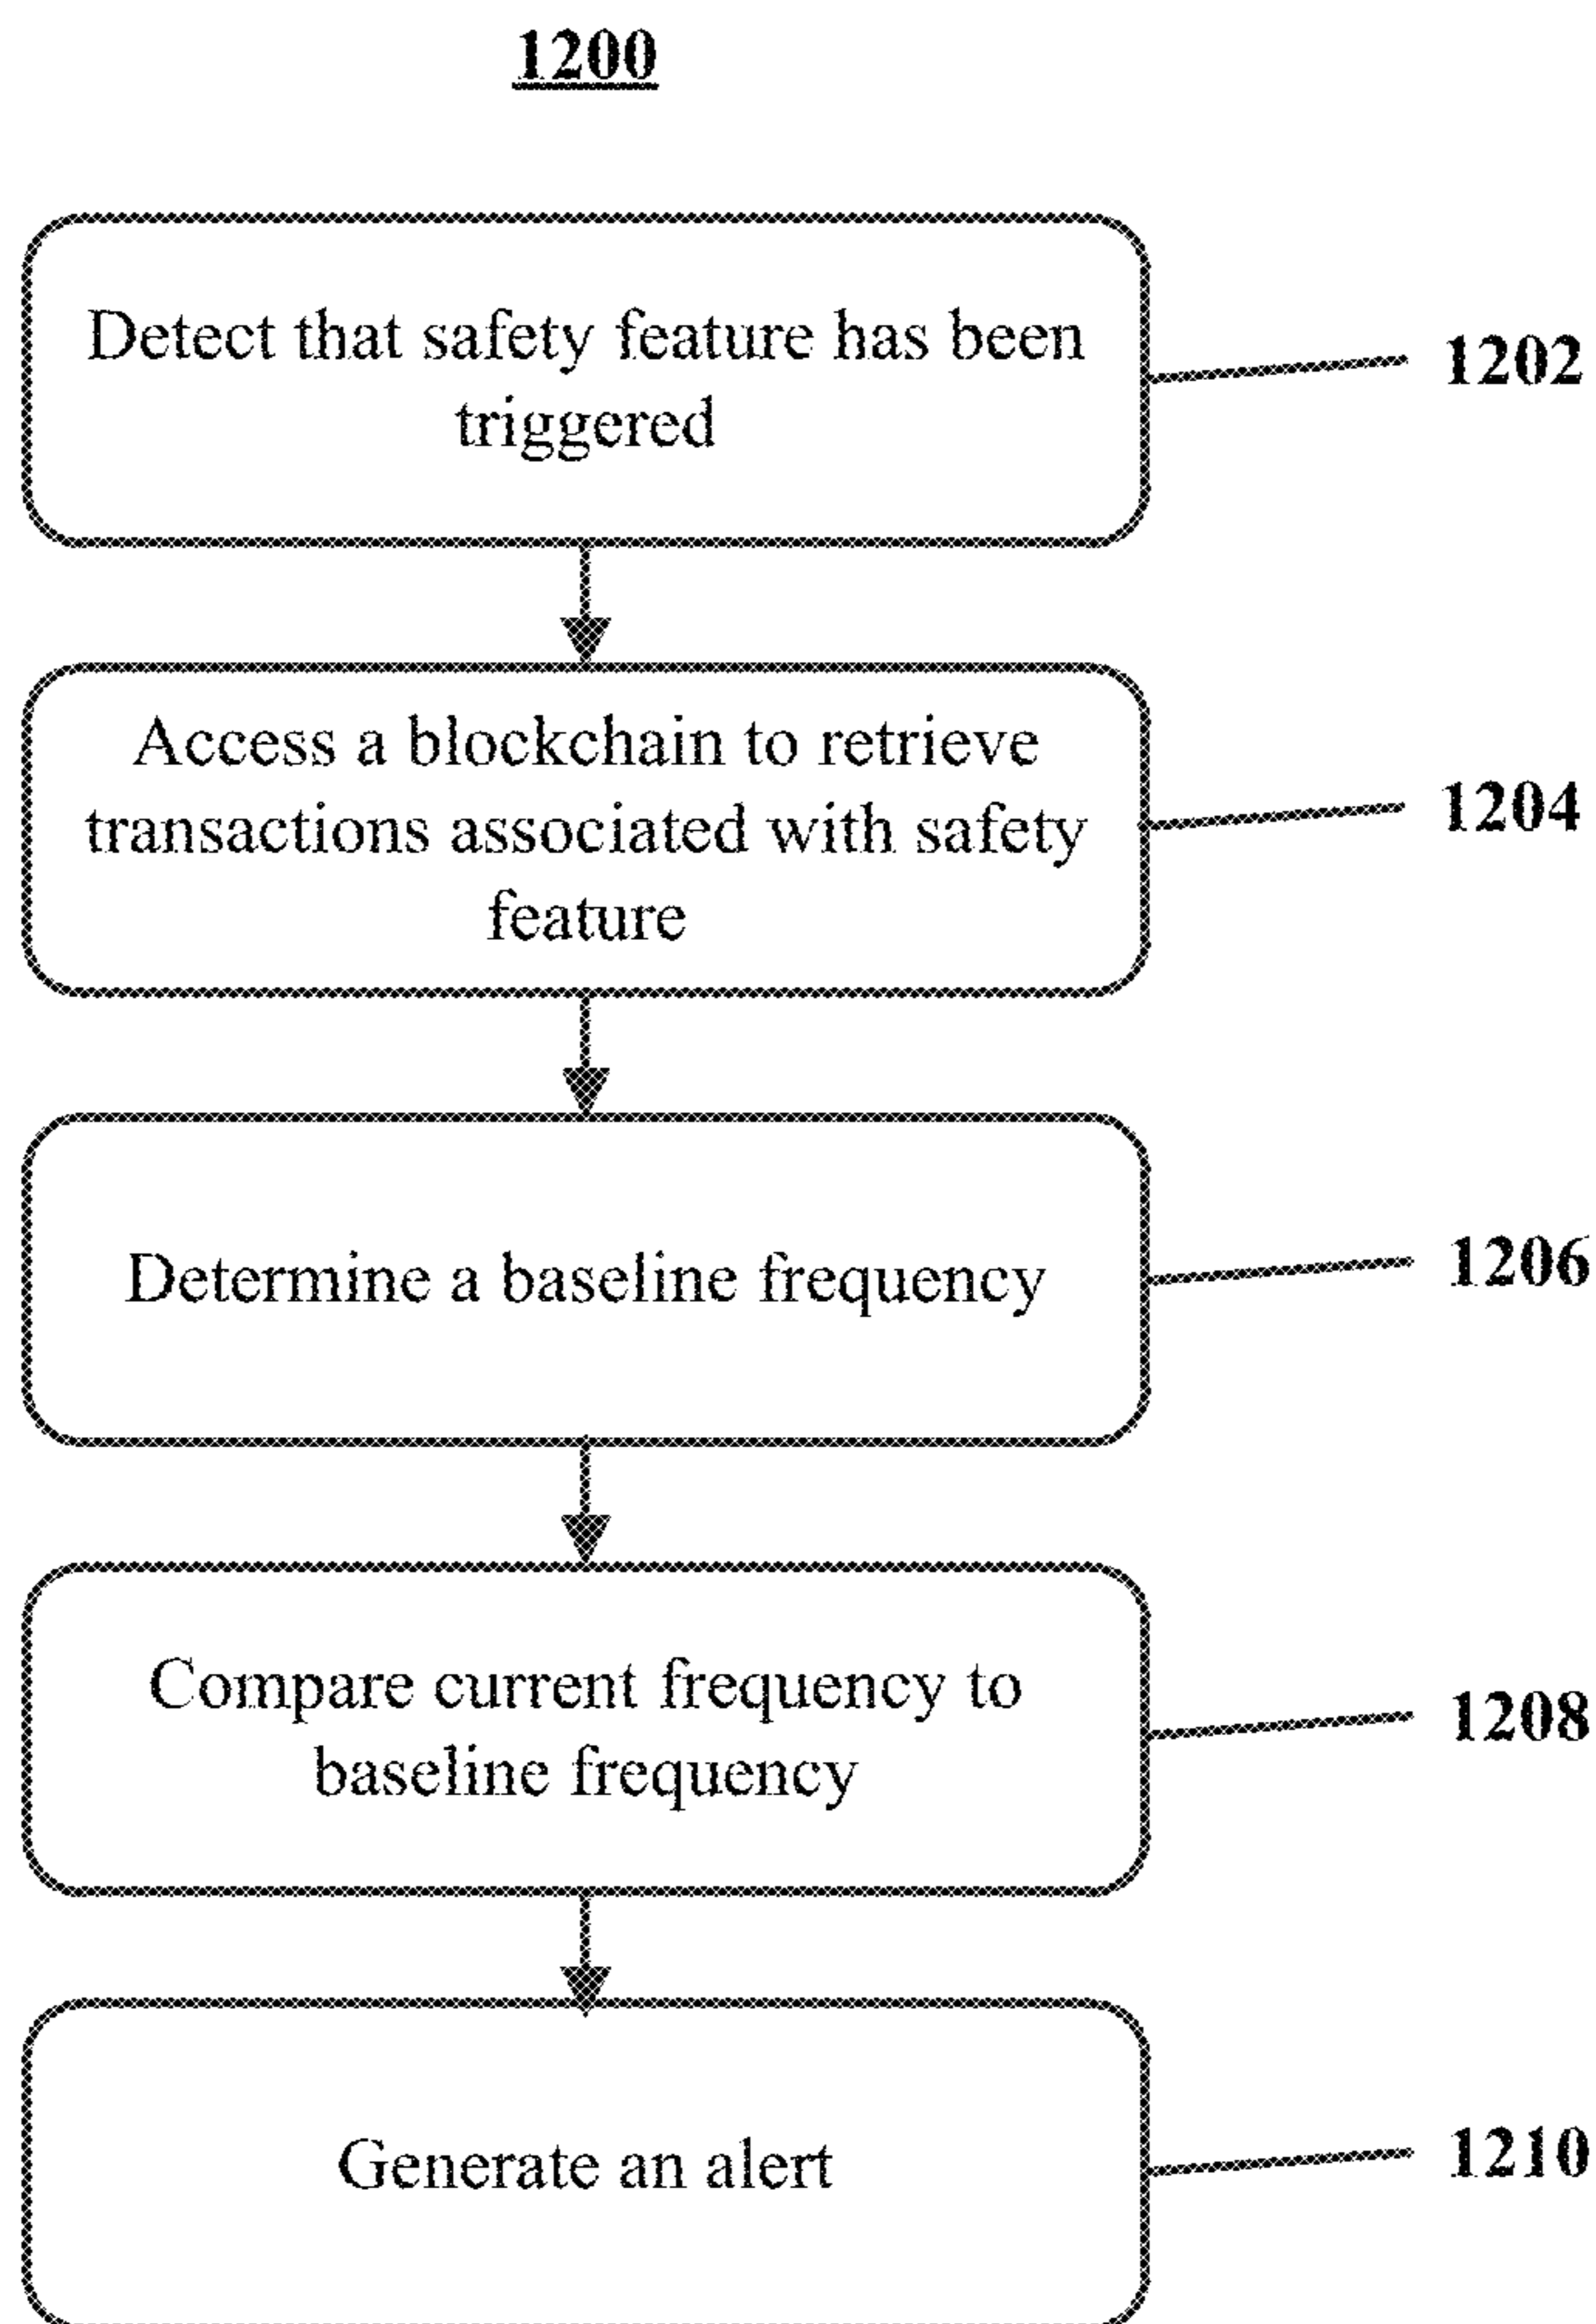 1200
Detect that safety feature has been
triggered
1202
Access a blockchain to retrieve
transactions associated with safety
feature
1204
Determine a baseline frequency
1206
Compare current frequency to
baseline frequency
1208
Generate an alert
1210